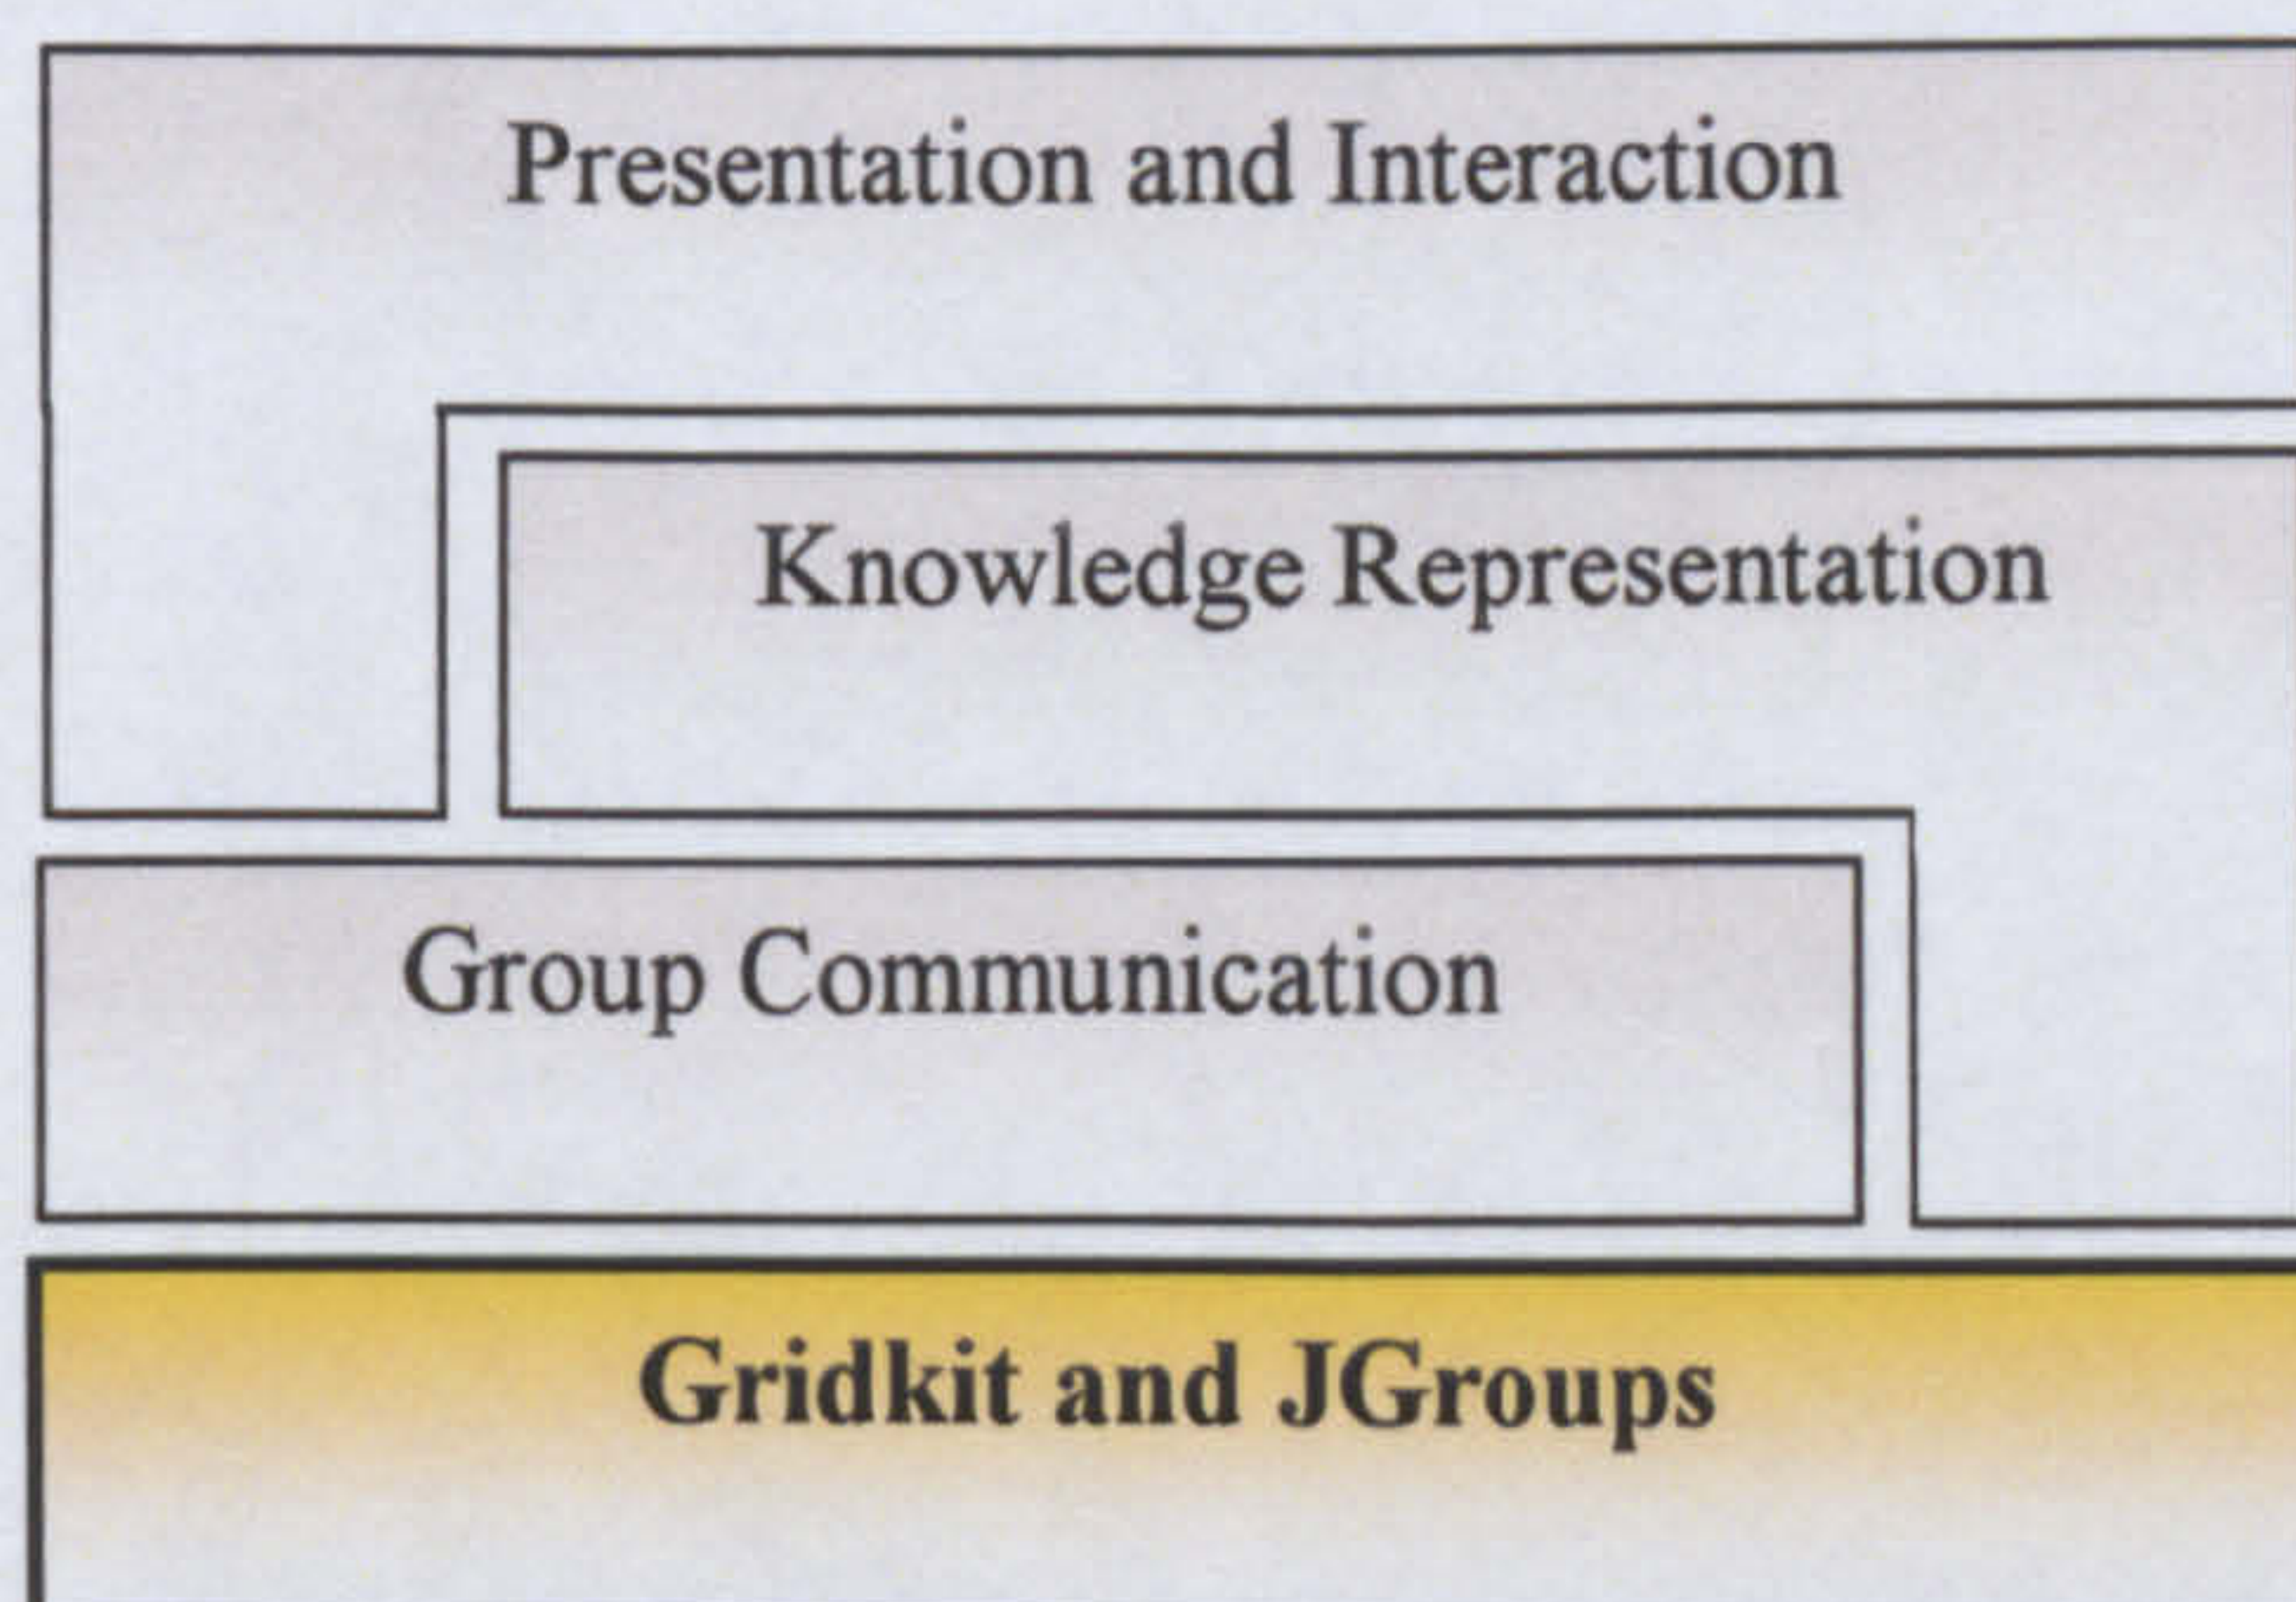 Presentation and Interaction
Knowledge Representation
Group Communication
Gridkit and JGroups